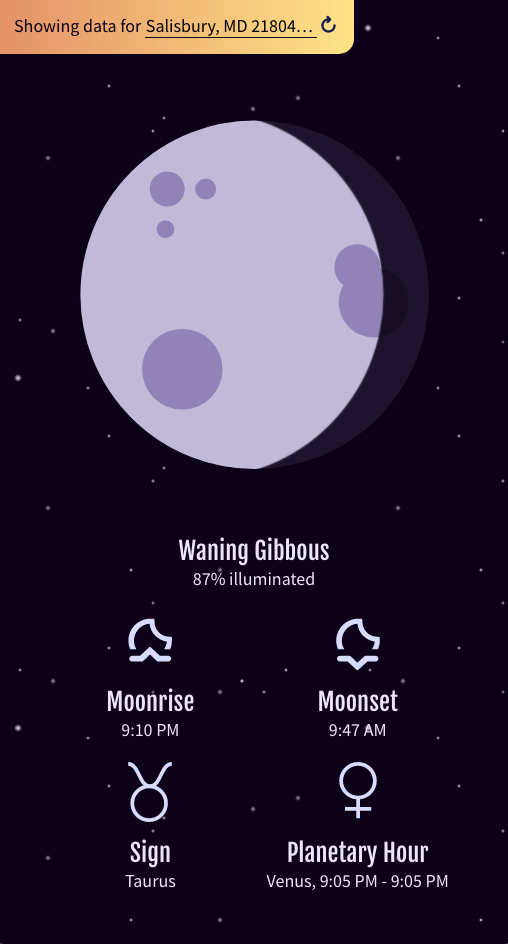 Showing data for Salisbury, MD 21804…
Waning Gibbous
87% illuminated
Moonrise
9:10 PM
Moonset
9:47 AM
Sign
Taurus
Planetary Hour
Venus, 9:05 PM - 9:05 PM